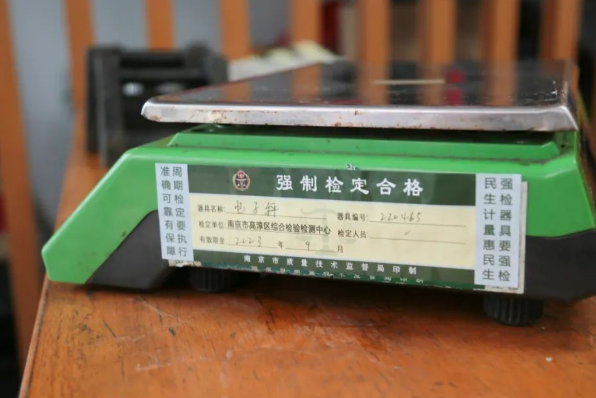 周期检定要执行
准确可靠有保障
强制检定合格
器具名称: 电子秤
器具编号:
检定单位: 南京市高淳区综合检验检测中心
检定人员
有效期至 2023 年 9 月
南京市质量技术监督局印制
强检器具要强检
民生计量惠民生